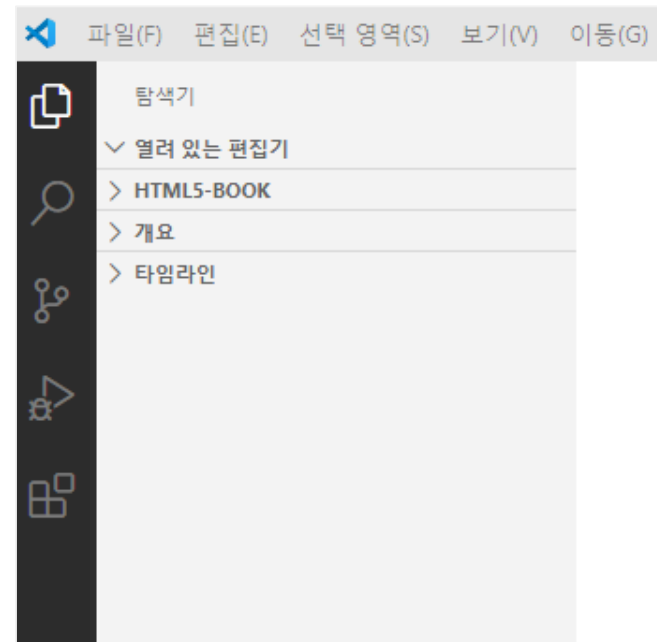 파일(F) 편집(E) 선택 영역(S) 보기(V) 이동(G)
탐색기
열려 있는 편집기
HTML5-BOOK
개요
타임라인